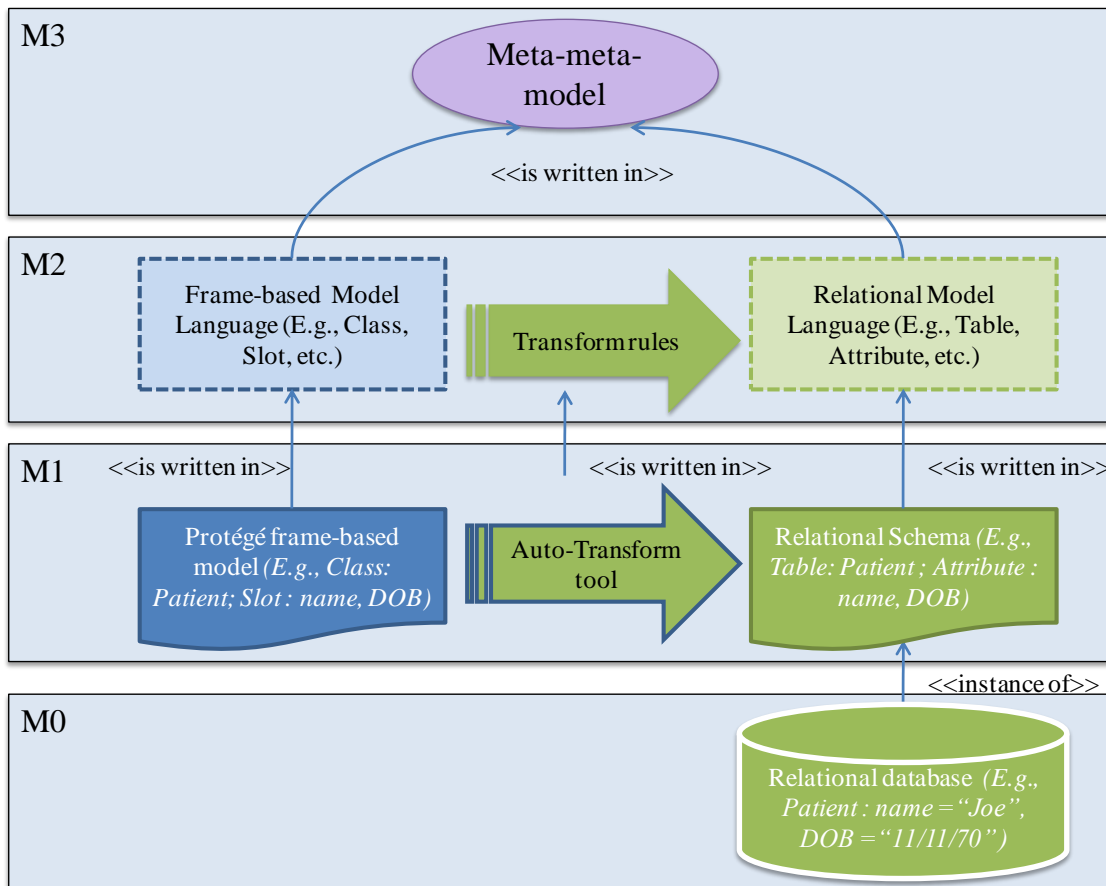 M3
Meta-meta-
model
<<is written in>>
M2
Frame-based Model
Language (E.g., Class,
Slot, etc.)
Transform rules
Relational Model
Language (E.g., Table,
Attribute, etc.)
M1
<<is written in>>
<<is written in>>
<<is written in>>
Protégé frame-based
model (E.g., Class:
Patient; Slot : name, DOB)
Auto-Transform
tool
Relational Schema (E.g.,
Table: Patient ; Attribute :
name, DOB)
<<instance of>>
M0
Relational database (E.g.,
Patient : name = “Joe”,
DOB = “11/11/70”)